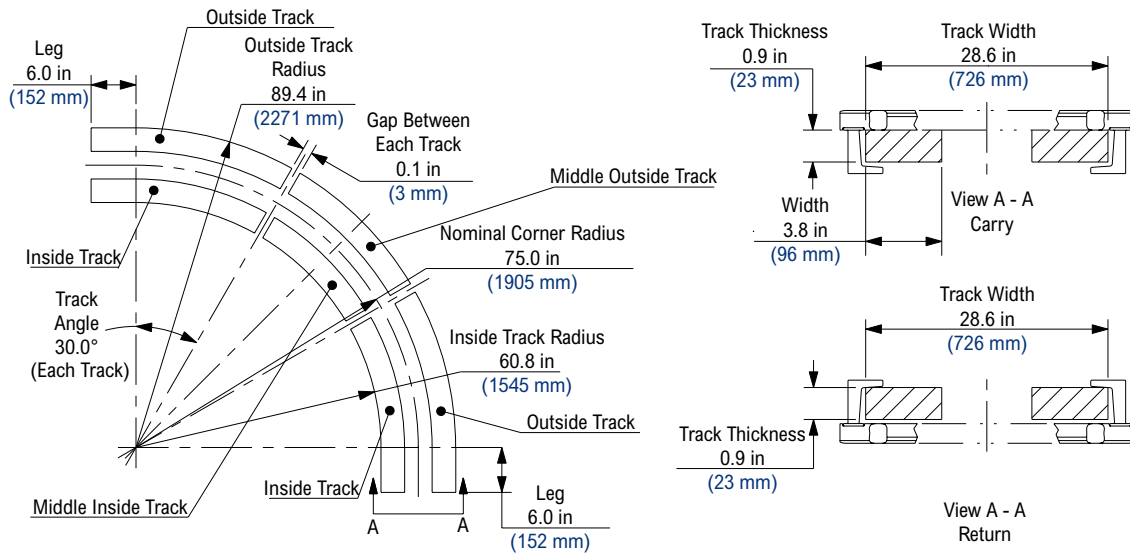 Outside Track
Leg
6.0 in
(152 mm)
Outside Track
Radius
89.4 in
(2271 mm)
Gap Between
Each Track
0.1 in
(3 mm)
Middle Outside Track
Nominal Corner Radius
75.0 in
(1905 mm)
Inside Track
Track
Angle
30.0°
(Each Track)
Inside Track Radius
60.8 in
(1545 mm)
Outside Track
Inside Track
Middle Inside Track
A
A
Leg
6.0 in
(152 mm)
Track Thickness
0.9 in
(23 mm)
Track Width
28.6 in
(726 mm)
Width
3.8 in
(96 mm)
View A - A
Carry
Track Width
28.6 in
(726 mm)
Track Thickness
0.9 in
(23 mm)
View A - A
Return